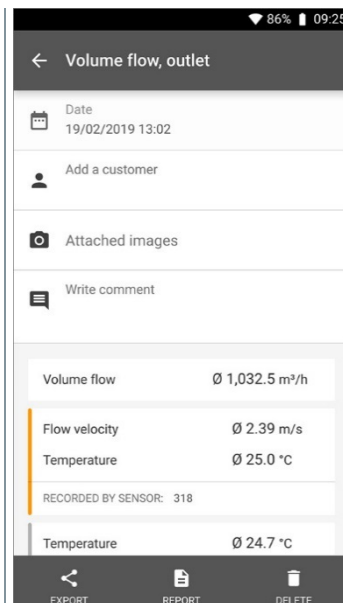 86% 09:25
Volume flow, outlet
Date
19/02/2019 13:02
Add a customer
Attached images
Write comment
Volume flow Ø 1,032.5 m³/h
Flow velocity Ø 2.39 m/s
Temperature Ø 25.0 °C
RECORDED BY SENSOR: 318
Temperature Ø 24.7 °C
EXPORT REPORT DELETE